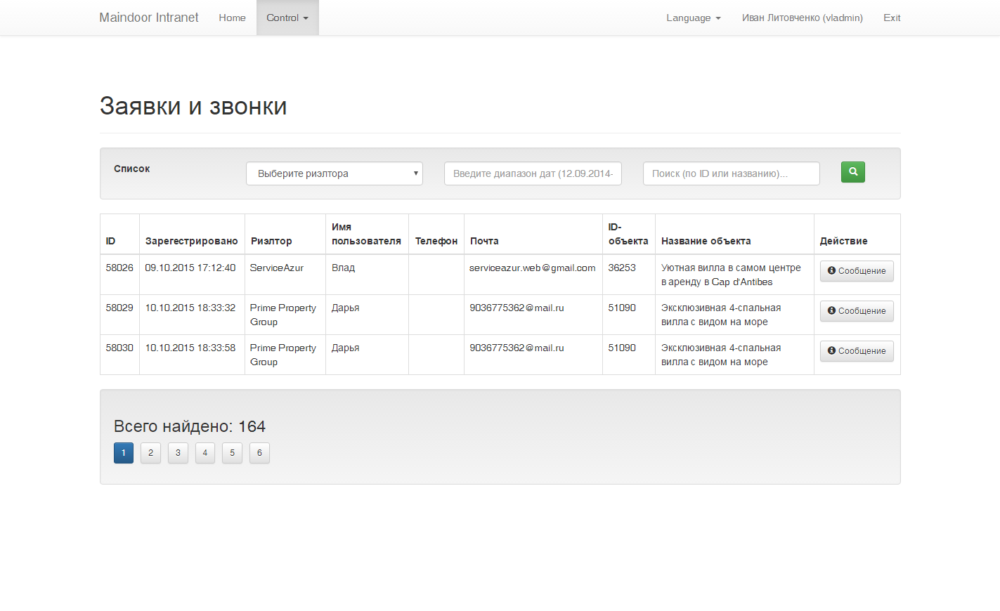 Maindoor Intranet Home Control Language Иван Литовченко (vladmin) Exit
Заявки и звонки
Список Выберите риэлтора Введите диапазон дат (12.09.2014- Поиск (по ID или названию)...
ID Зарегестрировано Риэлтор Имя пользователя Телефон Почта ID-объекта Название объекта Действие
58026 09.10.2015 17:12:40 ServiceAzur Влад serviceazur.web@gmail.com 36253 Уютная вилла в самом центре Сообщение
в аренду в Cap d'Antibes
58029 10.10.2015 18:33:32 Prime Property Дарья 9036775362@mail.ru 51090 Эксклюзивная 4-спальная Сообщение
Group вилла с видом на море
58030 10.10.2015 18:33:58 Prime Property Дарья 9036775362@mail.ru 51090 Эксклюзивная 4-спальная Сообщение
Group вилла с видом на море
Всего найдено: 164
1 2 3 4 5 6